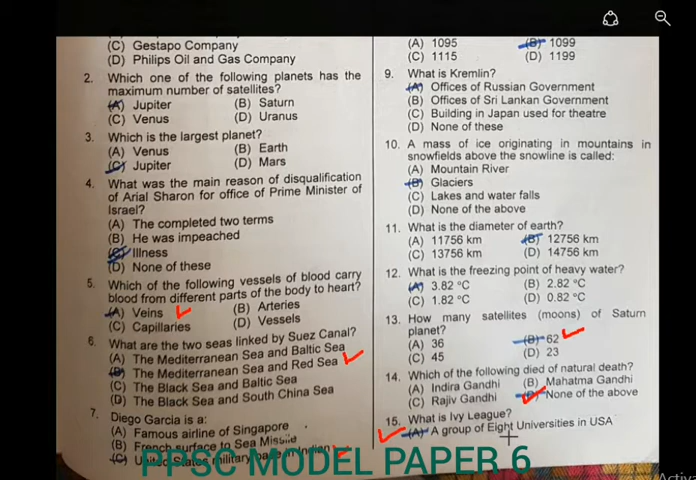 (C) Gestapo Company
(D) Philips Oil and Gas Company
2. Which one of the following planets has the
maximum number of satellites?
(A) Jupiter (B) Saturn
(C) Venus (D) Uranus
3. Which is the largest planet?
(A) Venus (B) Earth
(C) Jupiter (D) Mars
4. What was the main reason of disqualification
of Arial Sharon for office of Prime Minister of
Israel?
(A) The completed two terms
(B) He was impeached
(C) Illness
(D) None of these
5. Which of the following vessels of blood carry
blood from different parts of the body to heart?
(A) Veins (B) Arteries
(C) Capillaries (D) Vessels
6. What are the two seas linked by Suez Canal?
(A) The Mediterranean Sea and Baltic Sea
(B) The Mediterranean Sea and Red Sea
(C) The Black Sea and Baltic Sea
(D) The Black Sea and South China Sea
7. Diego Garcia is a:
(A) Famous airline of Singapore
(B) French surface to Sea Missile
(C) United States military base in Indian
(A) 1095 (B) 1099
(C) 1115 (D) 1199
9. What is Kremlin?
(A) Offices of Russian Government
(B) Offices of Sri Lankan Government
(C) Building in Japan used for theatre
(D) None of these
10. A mass of ice originating in mountains in
snowfields above the snowline is called:
(A) Mountain River
(B) Glaciers
(C) Lakes and water falls
(D) None of the above
11. What is the diameter of earth?
(A) 11756 km (B) 12756 km
(C) 13756 km (D) 14756 km
12. What is freezing point of heavy water?
(A) 3.82 °C (B) 2.82 °C
(C) 1.82 °C (D) 0.82 °C
13. How many satellites (moons) of Saturn
planet?
(A) 36 (B) 62
(C) 45 (D) 23
14. Which of the following died of natural death?
(A) Indira Gandhi (B) Mahatma Gandhi
(C) Rajiv Gandhi (D) None of the above
15. What is Ivy League?
(A) A group of Eight Universities in USA
PPSC MODEL PAPER 6